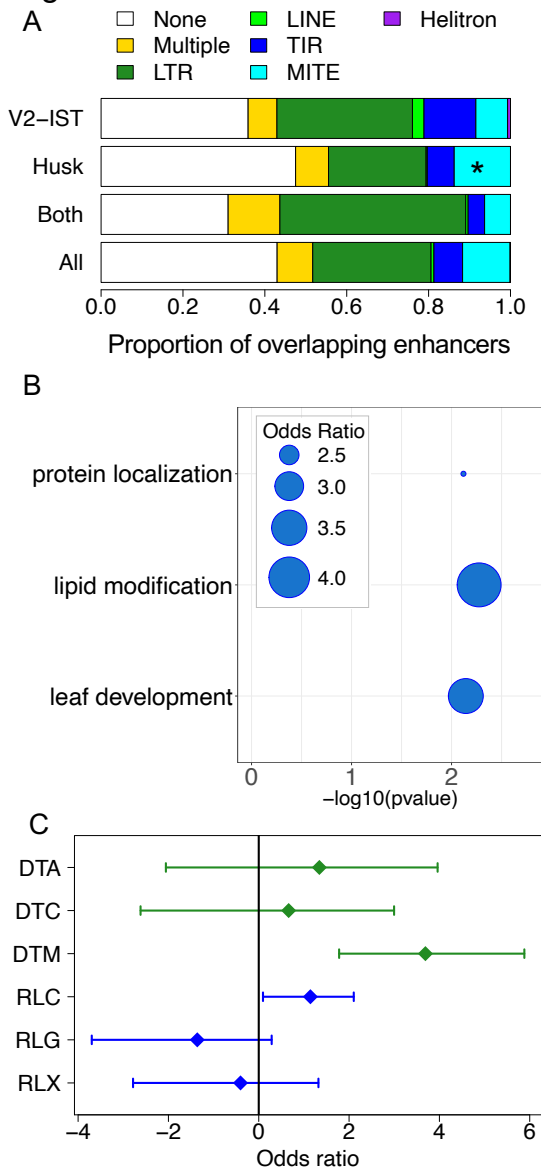 A
None
LINE
Helitron
Multiple
TIR
LTR
MITE
V2-IST
Husk
*
Both
All
0.0 0.2 0.4 0.6 0.8 1.0
Proportion of overlapping enhancers
B
Odds Ratio
protein localization
2.5
3.0
3.5
lipid modification
4.0
leaf development
0 1 2
-log10(pvalue)
C
DTA
DTC
DTM
RLC
RLG
RLX
-4 -2 0 2 4 6
Odds ratio